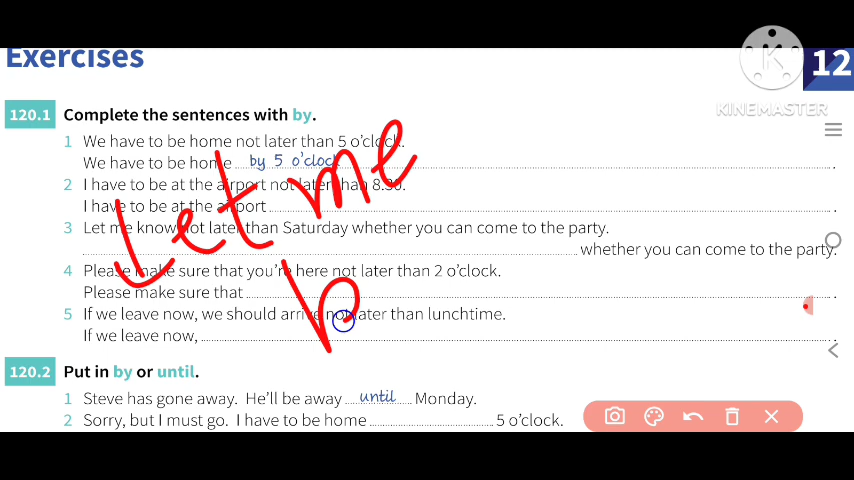 Exercises
12
KINEMASTER
120.1 Complete the sentences with by.
1 We have to be home not later than 5 o'clock.
We have to be home by 5 o'clock .
2 I have to be at the airport not later than 8.30.
I have to be at the airport .
3 Let me know not later than Saturday whether you can come to the party.
whether you can come to the party.
4 Please make sure that you're here not later than 2 o'clock.
Please make sure that .
5 If we leave now, we should arrive not later than lunchtime.
If we leave now, .
Let me
b
120.2 Put in by or until.
1 Steve has gone away. He'll be away until Monday.
2 Sorry, but I must go. I have to be home 5 o'clock.